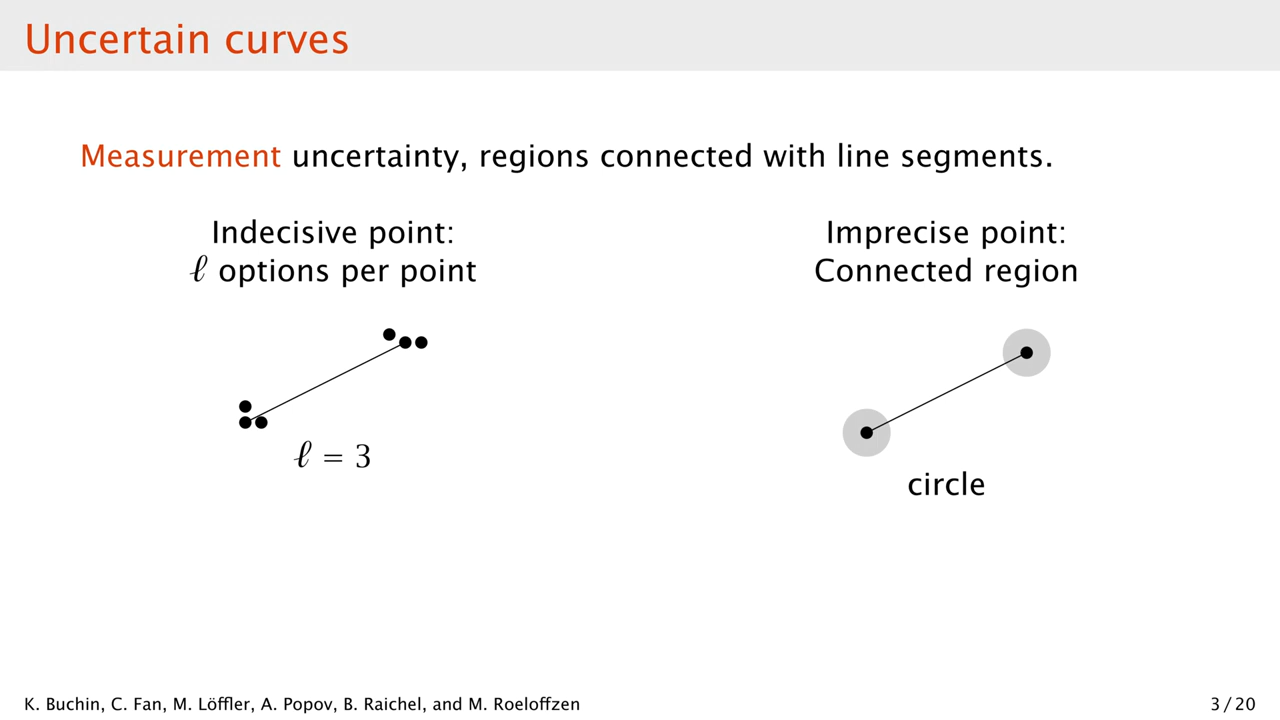 Uncertain curves
Measurement uncertainty, regions connected with line segments.
Indecisive point:
ℓ options per point
ℓ = 3
Imprecise point:
Connected region
circle
K. Buchin, C. Fan, M. Löffler, A. Popov, B. Raichel, and M. Roeloffzen
3 / 20